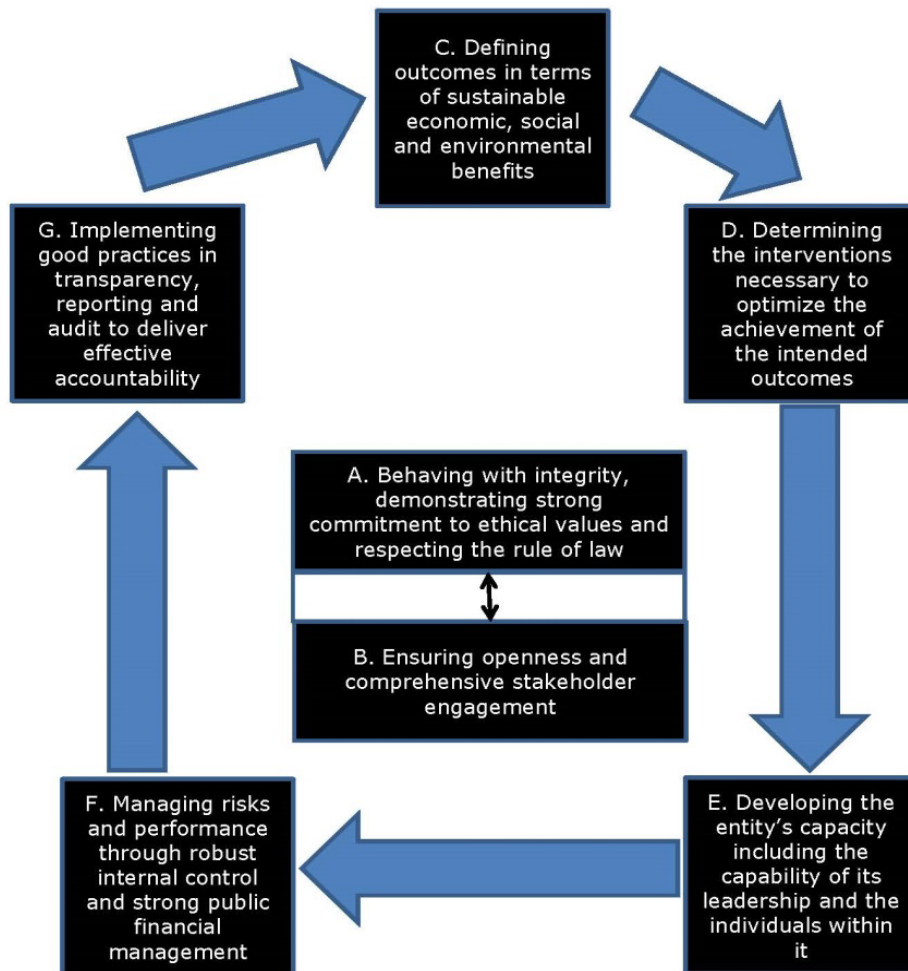 C. Defining
outcomes in terms
of sustainable
economic, social
and environmental
benefits
G. Implementing
good practices in
transparency,
reporting and
audit to deliver
effective
accountability
D. Determining
the interventions
necessary to
optimize the
achievement of
the intended
outcomes
A. Behaving with integrity,
demonstrating strong
commitment to ethical values and
respecting the rule of law
B. Ensuring openness and
comprehensive stakeholder
engagement
F. Managing risks
and performance
through robust
internal control
and strong public
financial
management
E. Developing the
entity’s capacity
including the
capability of its
leadership and the
individuals within
it